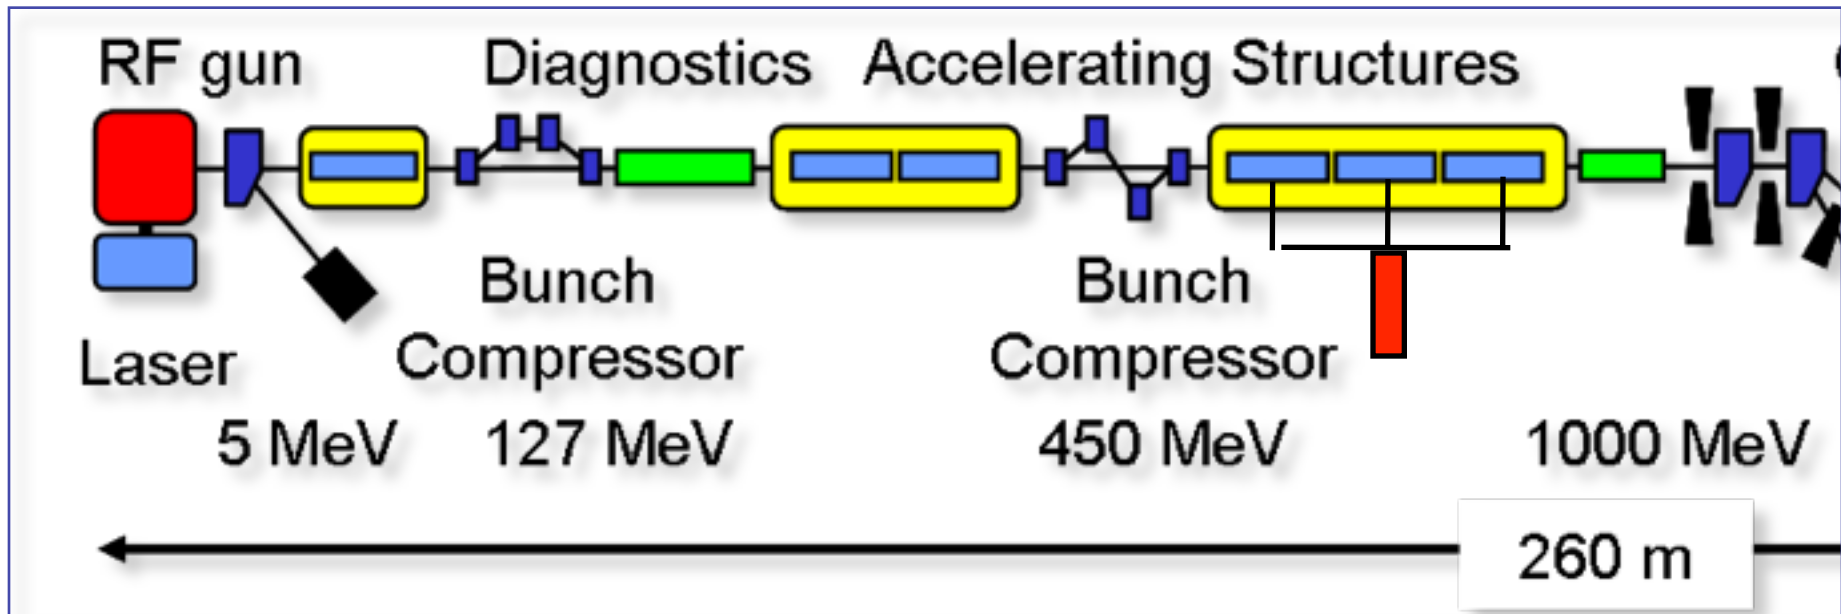 RF gun
Diagnostics
Accelerating Structures
Laser
Bunch
Compressor
Bunch
Compressor
5 MeV
127 MeV
450 MeV
1000 MeV
260 m